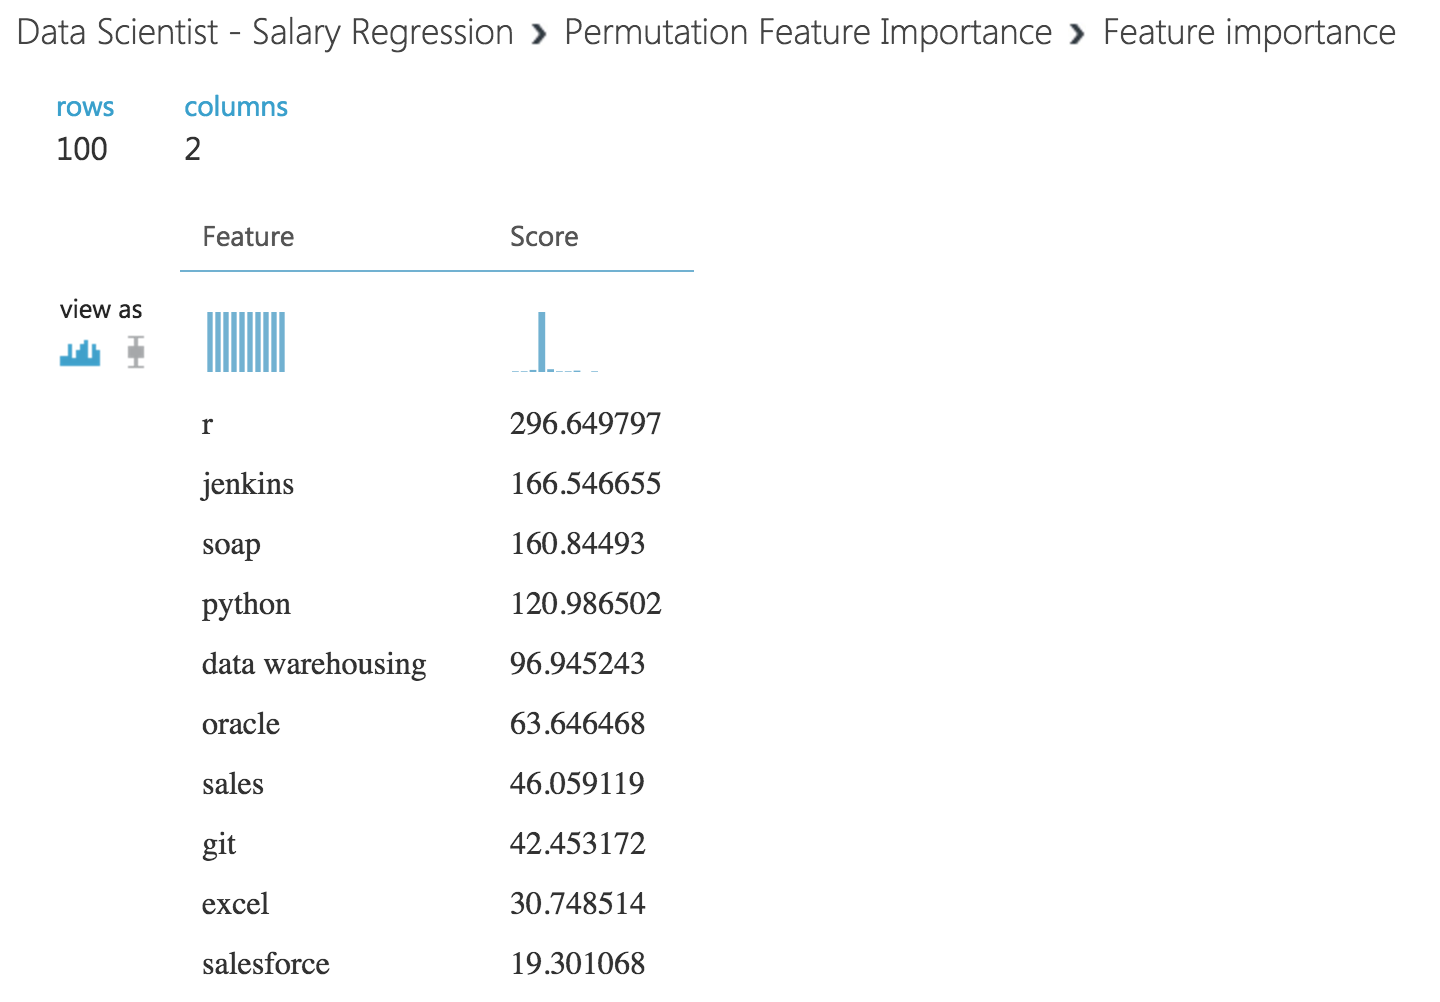 Data Scientist - Salary Regression › Permutation Feature Importance › Feature importance
rows columns
100 2
Feature Score
view as
r 296.649797
jenkins 166.546655
soap 160.84493
python 120.986502
data warehousing 96.945243
oracle 63.646468
sales 46.059119
git 42.453172
excel 30.748514
salesforce 19.301068